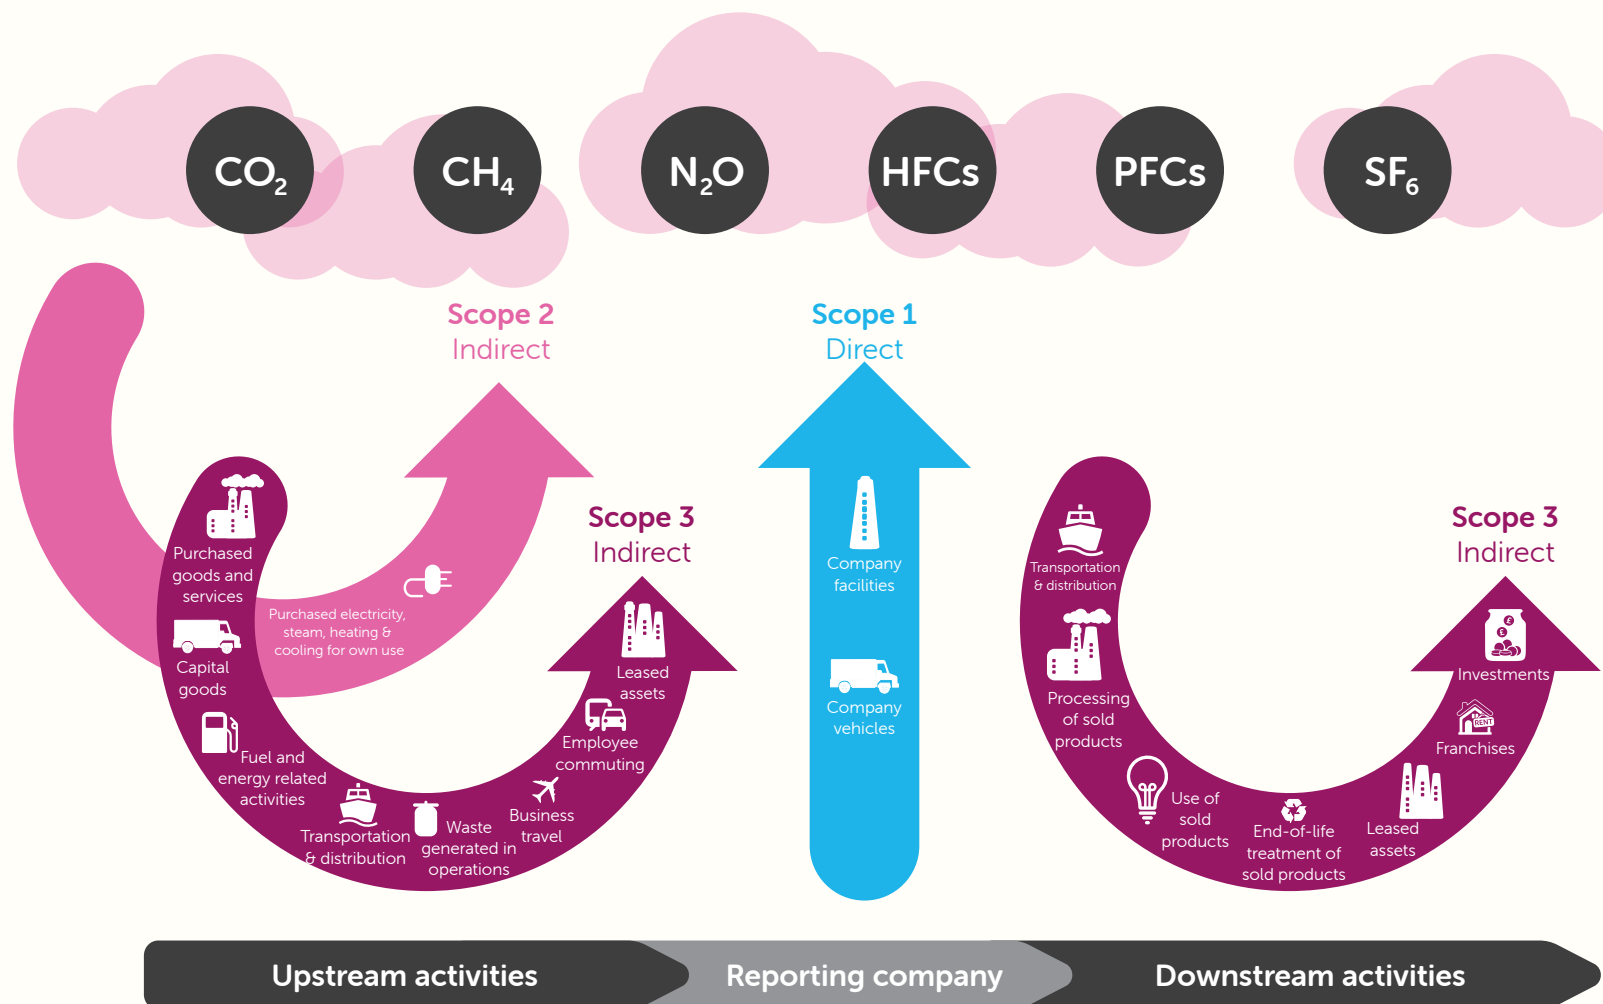 CO₂
CH₄
N₂O
HFCs
PFCs
SF₆
Scope 2
Indirect
Scope 1
Direct
Purchased
goods and
services
Capital
goods
Fuel and
energy related
activities
Transportation
& distribution
Waste
generated in
operations
Business
travel
Employee
commuting
Leased
assets
Scope 3
Indirect
Purchased electricity,
steam, heating &
cooling for own use
Company
facilities
Company
vehicles
Transportation
& distribution
Processing
of sold
products
Use of
sold
products
End-of-life
treatment of
sold products
Leased
assets
RENT
Franchises
£
£
Investments
Scope 3
Indirect
Upstream activities
Reporting company
Downstream activities